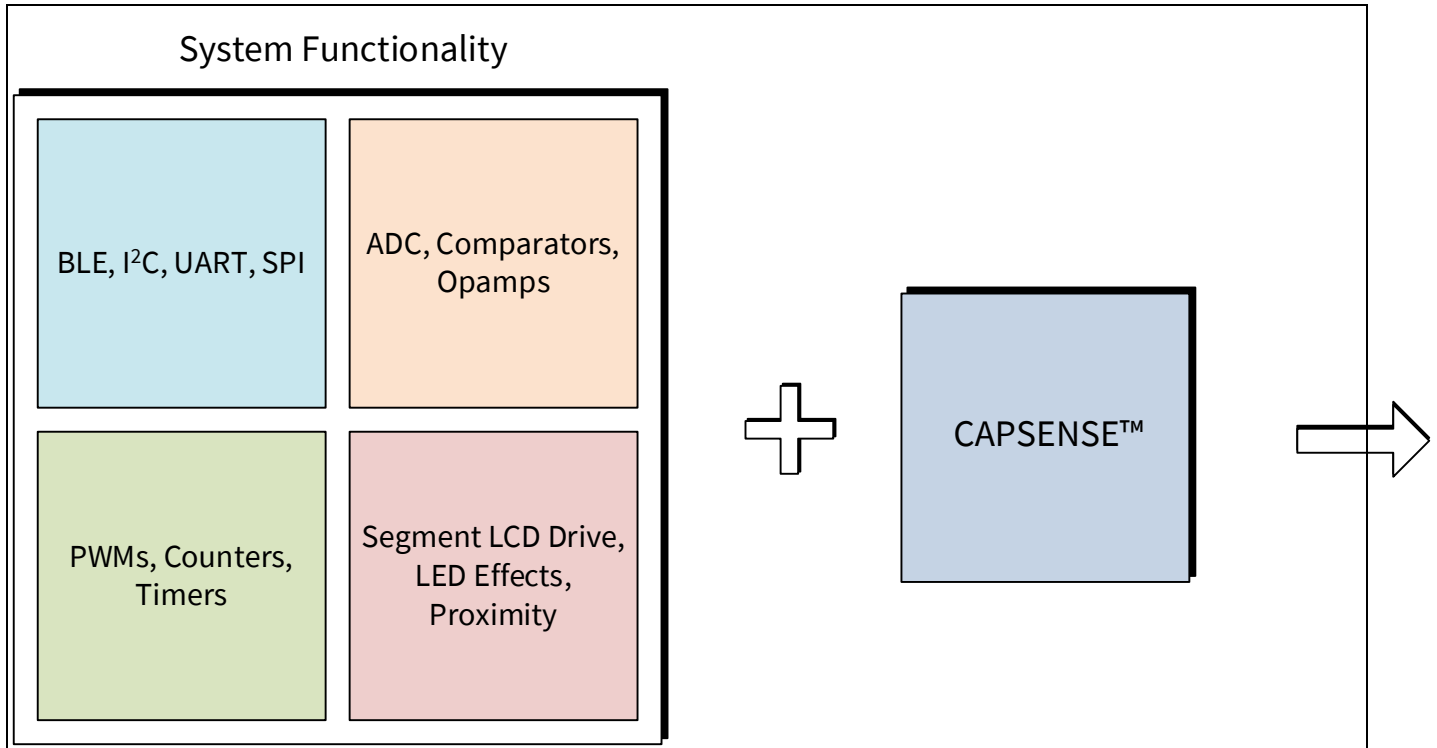 System Functionality
BLE, I²C, UART, SPI
ADC, Comparators,
Opamps
CAPSENSE™
PWMs, Counters,
Timers
Segment LCD Drive,
LED Effects,
Proximity